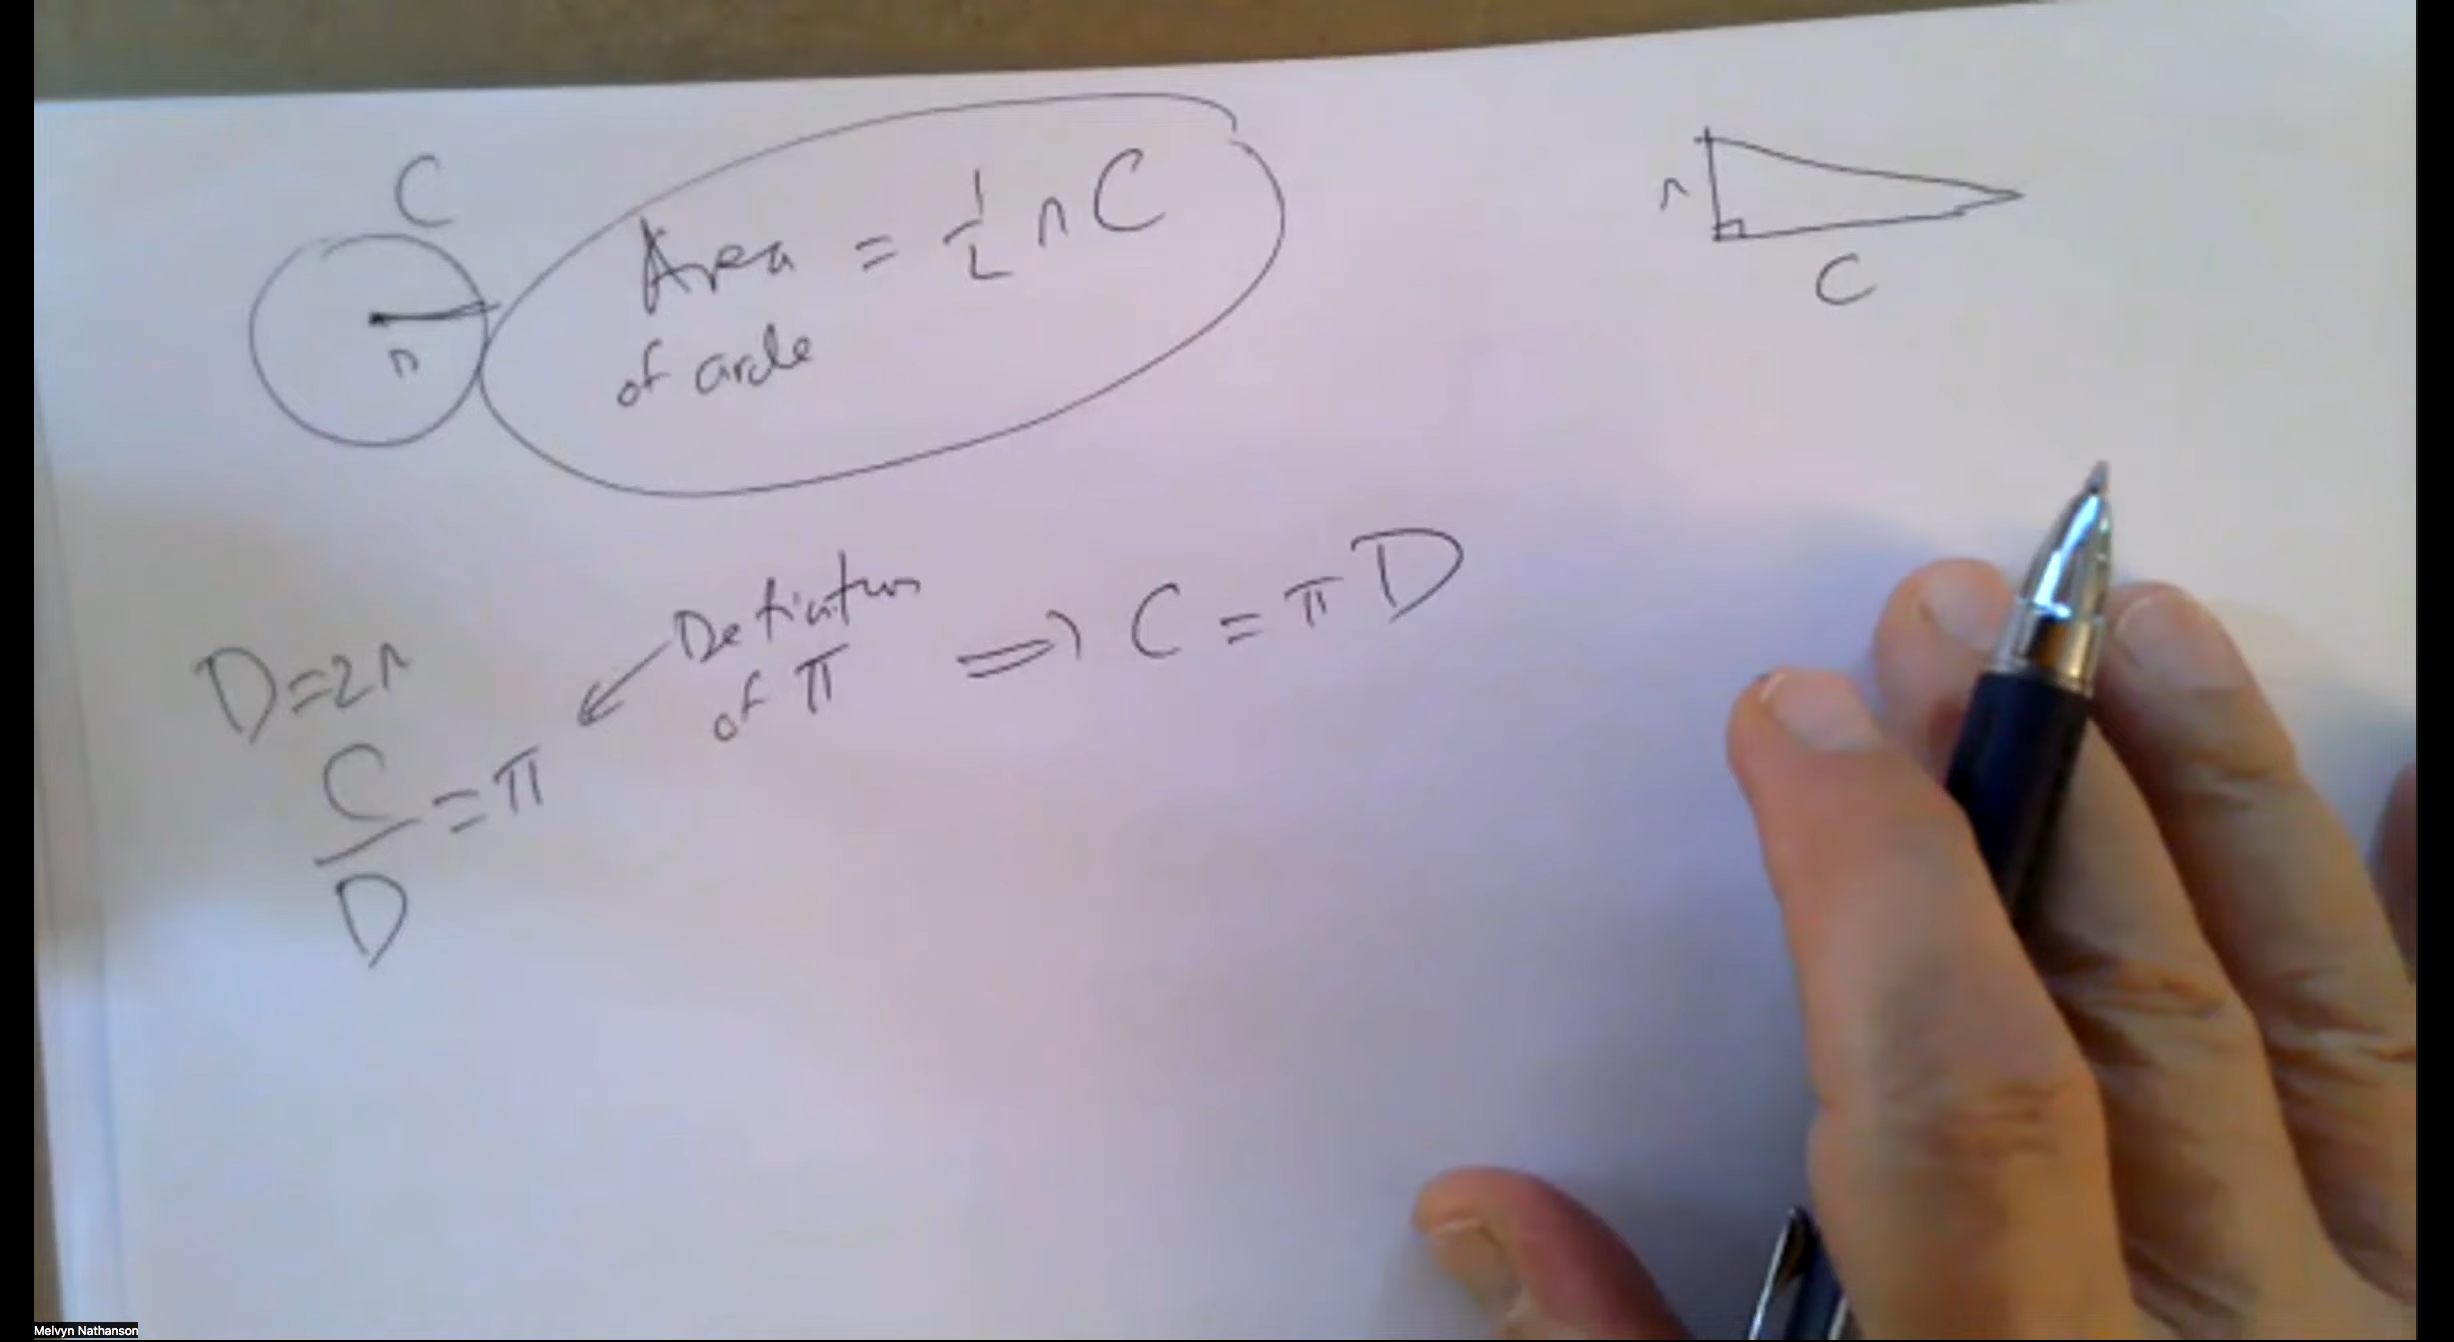 C
r
Area = 1/2 r C
of circle
r
C
D = 2r
C/D = π
Definition
of π
⟹ C = π D
Melvyn Nathanson